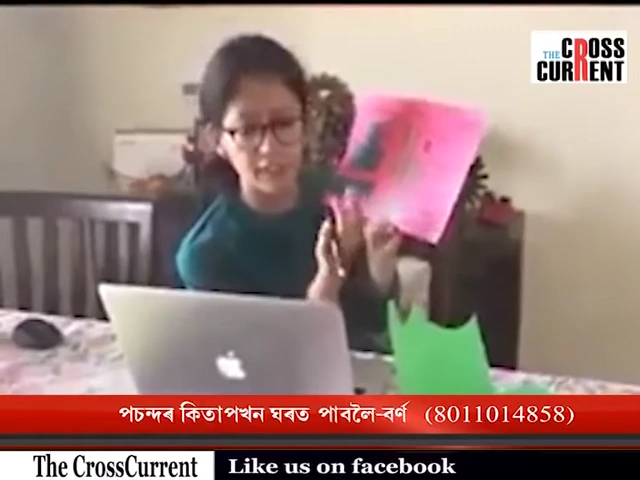 THE CROSS
CURRENT
পচন্দৰ কিতাপখন ঘৰত পাবলৈ-বৰ্ণ (8011014858)
The CrossCurrent Like us on facebook